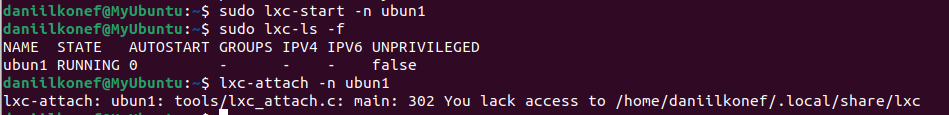 daniilkonef@MyUbuntu:~$ sudo lxc-start -n ubun1
daniilkonef@MyUbuntu:~$ sudo lxc-ls -f
NAME  STATE   AUTOSTART GROUPS IPV4 IPV6 UNPRIVILEGED
ubun1 RUNNING 0         -      -    -    false
daniilkonef@MyUbuntu:~$ lxc-attach -n ubun1
lxc-attach: ubun1: tools/lxc_attach.c: main: 302 You lack access to /home/daniilkonef/.local/share/lxc
daniilkonef@MyUbuntu:~$